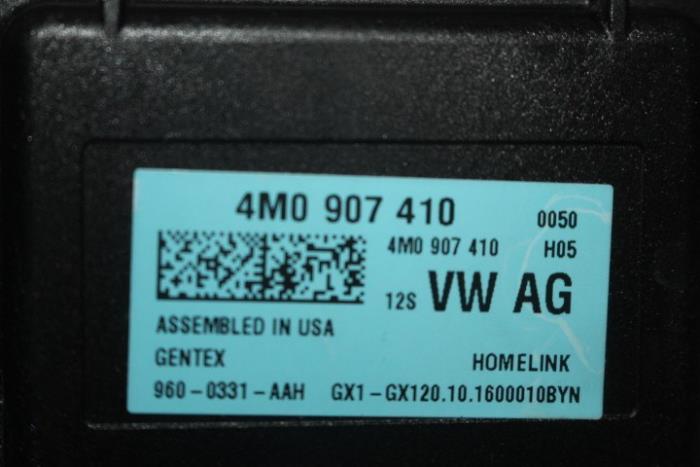 4M0 907 410 0050
4M0 907 410 H05
12S VW AG
ASSEMBLED IN USA
GENTEX HOMELINK
960-0331-AAH GX1-GX120.10.1600010BYN